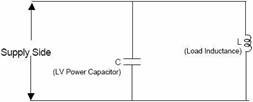 Supply Side
C
(LV Power Capacitor)
L
(Load Inductance)